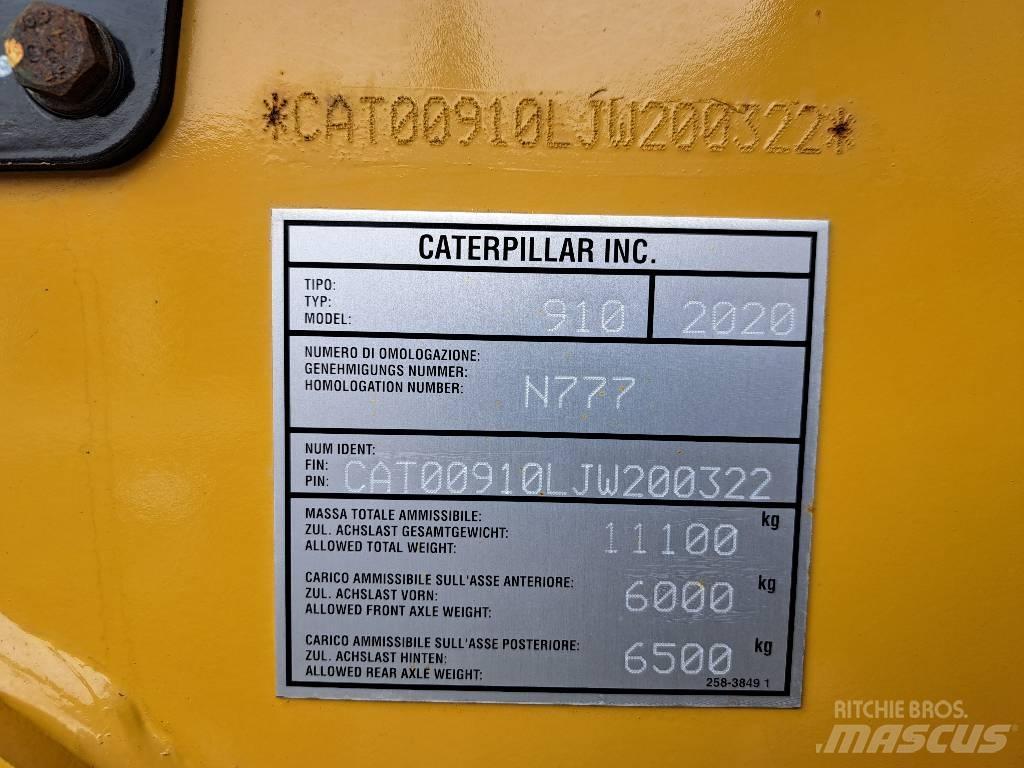 *CAT00910LJW200322*
CATERPILLAR INC.
TIPO:
TYP:
MODEL: 910 2020
NUMERO DI OMOLOGAZIONE:
GENEHMIGUNGS NUMMER:
HOMOLOGATION NUMBER: N777
NUM IDENT:
FIN:
PIN: CAT00910LJW200322
MASSA TOTALE AMMISSIBILE:
ZUL. ACHSLAST GESAMTGEWICHT:
ALLOWED TOTAL WEIGHT: 11100 kg
CARICO AMMISSIBILE SULL'ASSE ANTERIORE:
ZUL. ACHSLAST VORN:
ALLOWED FRONT AXLE WEIGHT: 6000 kg
CARICO AMMISSIBILE SULL'ASSE POSTERIORE:
ZUL. ACHSLAST HINTEN:
ALLOWED REAR AXLE WEIGHT: 6500 kg
258-3849 1
RITCHIE BROS.
MASCUS